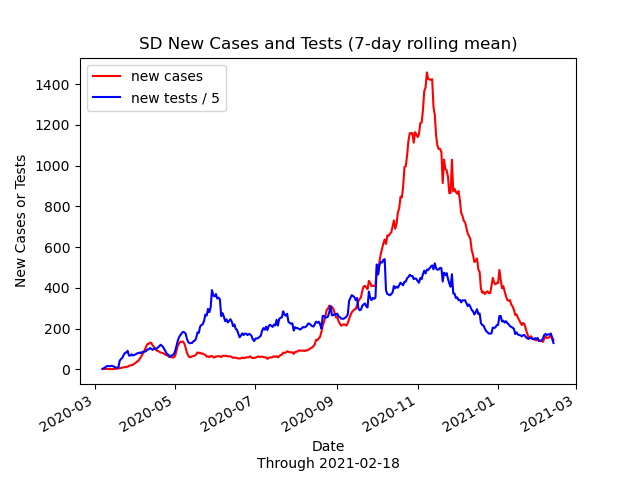 SD New Cases and Tests (7-day rolling mean)
new cases
new tests / 5
New Cases or Tests
1400
1200
1000
800
600
400
200
0
2020-03
2020-05
2020-07
2020-09
2020-11
2021-01
2021-03
Date
Through 2021-02-18